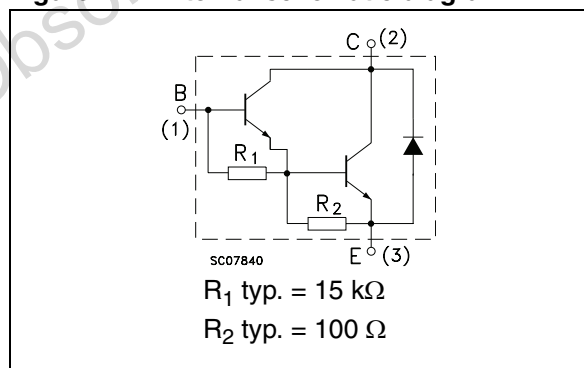 C (2)
B
(1)
R₁
R₂
SC07840
E (3)
R₁ typ. = 15 kΩ
R₂ typ. = 100 Ω